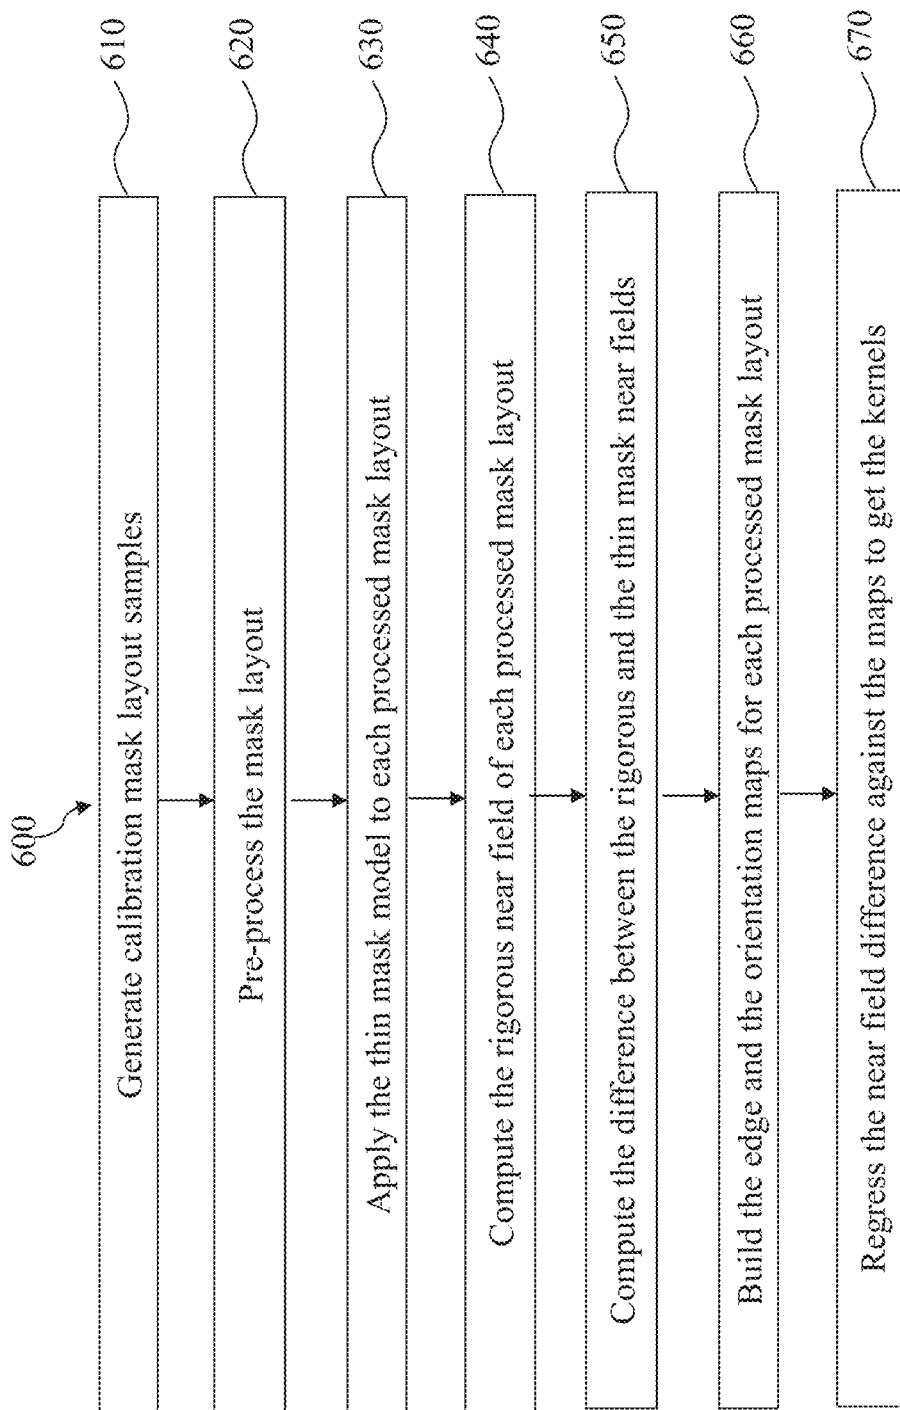 600
Generate calibration mask layout samples
610
Pre-process the mask layout
620
Apply the thin mask model to each processed mask layout
630
Compute the rigorous near field of each processed mask layout
640
Compute the difference between the rigorous and the thin mask near fields
650
Build the edge and the orientation maps for each processed mask layout
660
Regress the near field difference against the maps to get the kernels
670